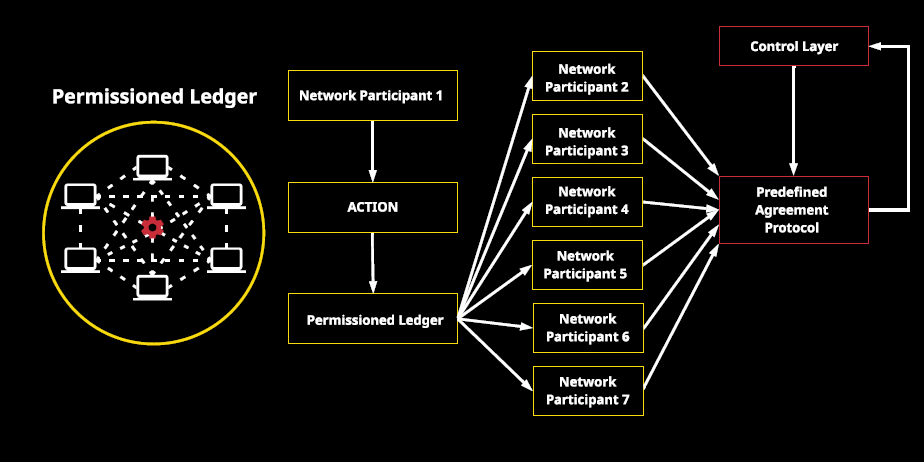 Permissioned Ledger
Network Participant 1
ACTION
Permissioned Ledger
Network
Participant 2
Network
Participant 3
Network
Participant 4
Network
Participant 5
Network
Participant 6
Network
Participant 7
Control Layer
Predefined
Agreement
Protocol